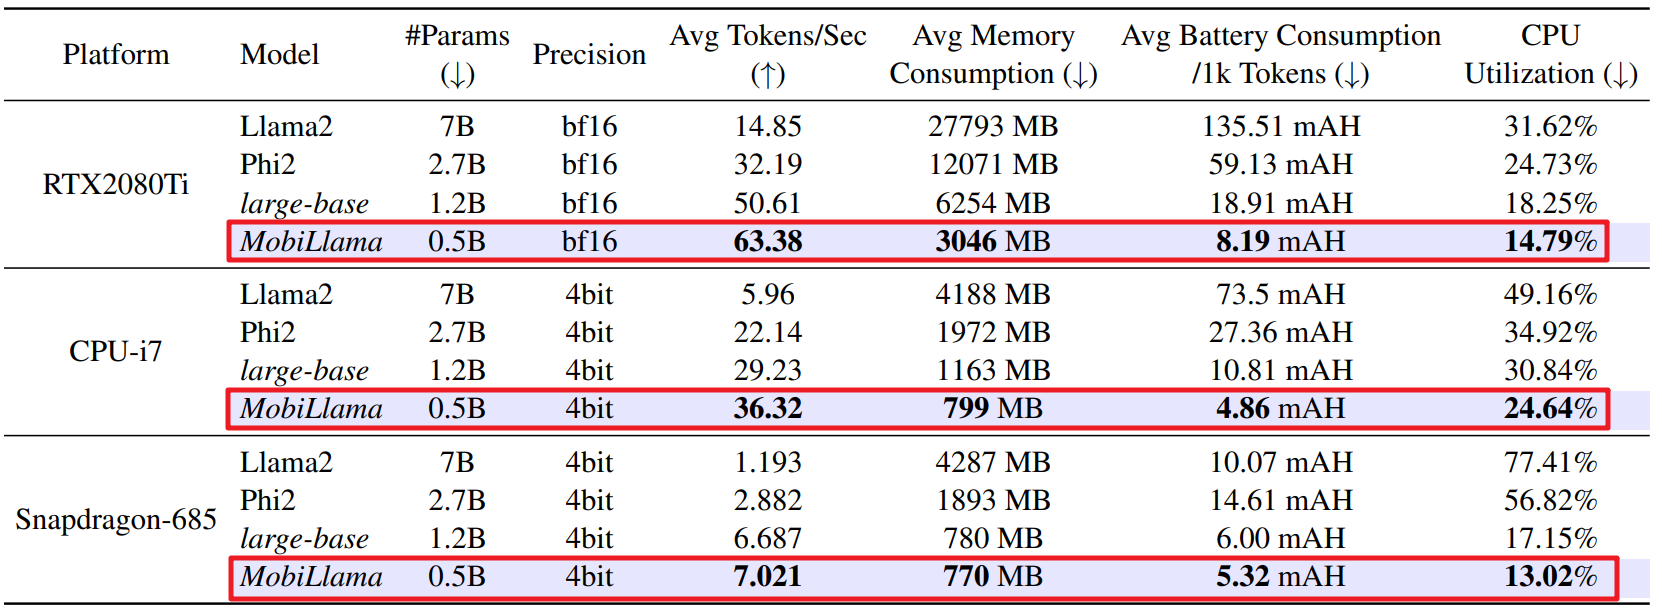 Platform Model #Params (↓) Precision Avg Tokens/Sec (↑) Avg Memory Consumption (↓) Avg Battery Consumption /1k Tokens (↓) CPU Utilization (↓)
RTX2080Ti
Llama2 7B bf16 14.85 27793 MB 135.51 mAH 31.62%
Phi2 2.7B bf16 32.19 12071 MB 59.13 mAH 24.73%
large-base 1.2B bf16 50.61 6254 MB 18.91 mAH 18.25%
MobiLlama 0.5B bf16 63.38 3046 MB 8.19 mAH 14.79%
CPU-i7
Llama2 7B 4bit 5.96 4188 MB 73.5 mAH 49.16%
Phi2 2.7B 4bit 22.14 1972 MB 27.36 mAH 34.92%
large-base 1.2B 4bit 29.23 1163 MB 10.81 mAH 30.84%
MobiLlama 0.5B 4bit 36.32 799 MB 4.86 mAH 24.64%
Snapdragon-685
Llama2 7B 4bit 1.193 4287 MB 10.07 mAH 77.41%
Phi2 2.7B 4bit 2.882 1893 MB 14.61 mAH 56.82%
large-base 1.2B 4bit 6.687 780 MB 6.00 mAH 17.15%
MobiLlama 0.5B 4bit 7.021 770 MB 5.32 mAH 13.02%